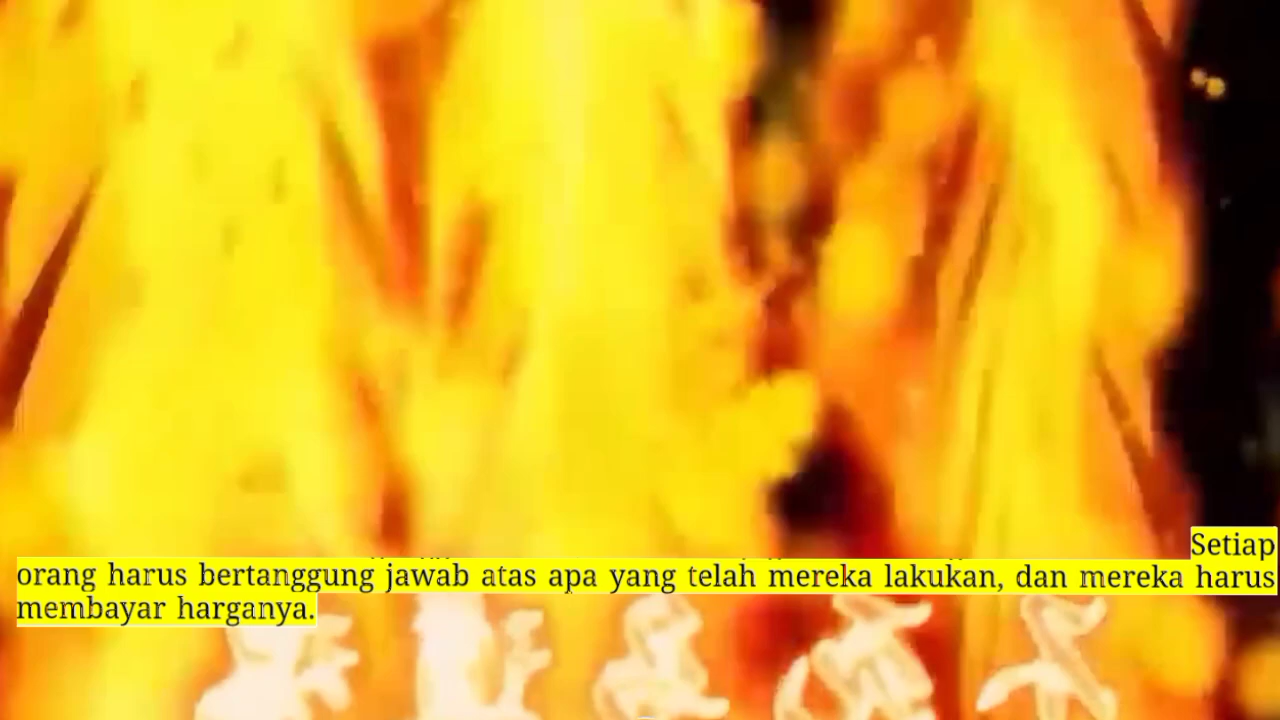 Setiap
orang harus bertanggung jawab atas apa yang telah mereka lakukan, dan mereka harus
membayar harganya.